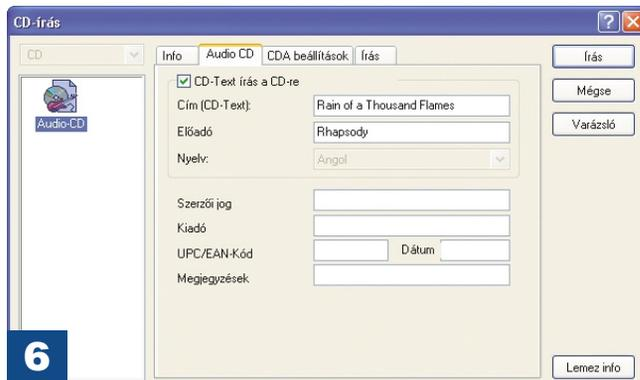 CD-írás
CD
Info Audio CD CDA beállítások Írás
Írás
CD-Text írás a CD-re
Mégse
Cím (CD-Text): Rain of a Thousand Flames
Audio-CD
Varázsló
Előadó Rhapsody
Nyelv: Angol
Szerzői jog
Kiadó
UPC/EAN-Kód Dátum
Megjegyzések
6
Lemez info